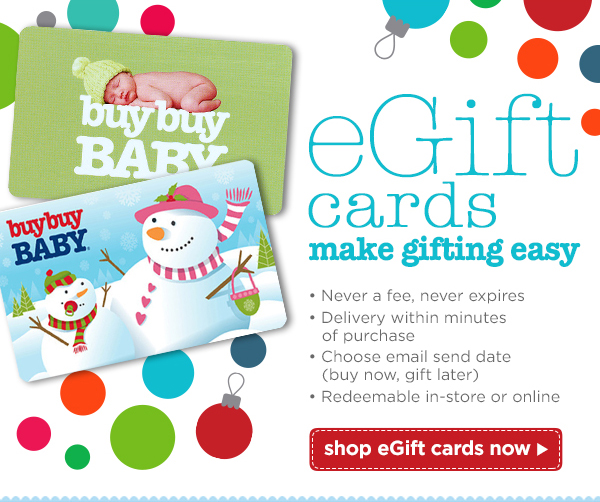 buy buy
BABY
buy buy
BABY®
eGift
cards
make gifting easy
• Never a fee, never expires
• Delivery within minutes
of purchase
• Choose email send date
(buy now, gift later)
• Redeemable in-store or online
shop eGift cards now ▶